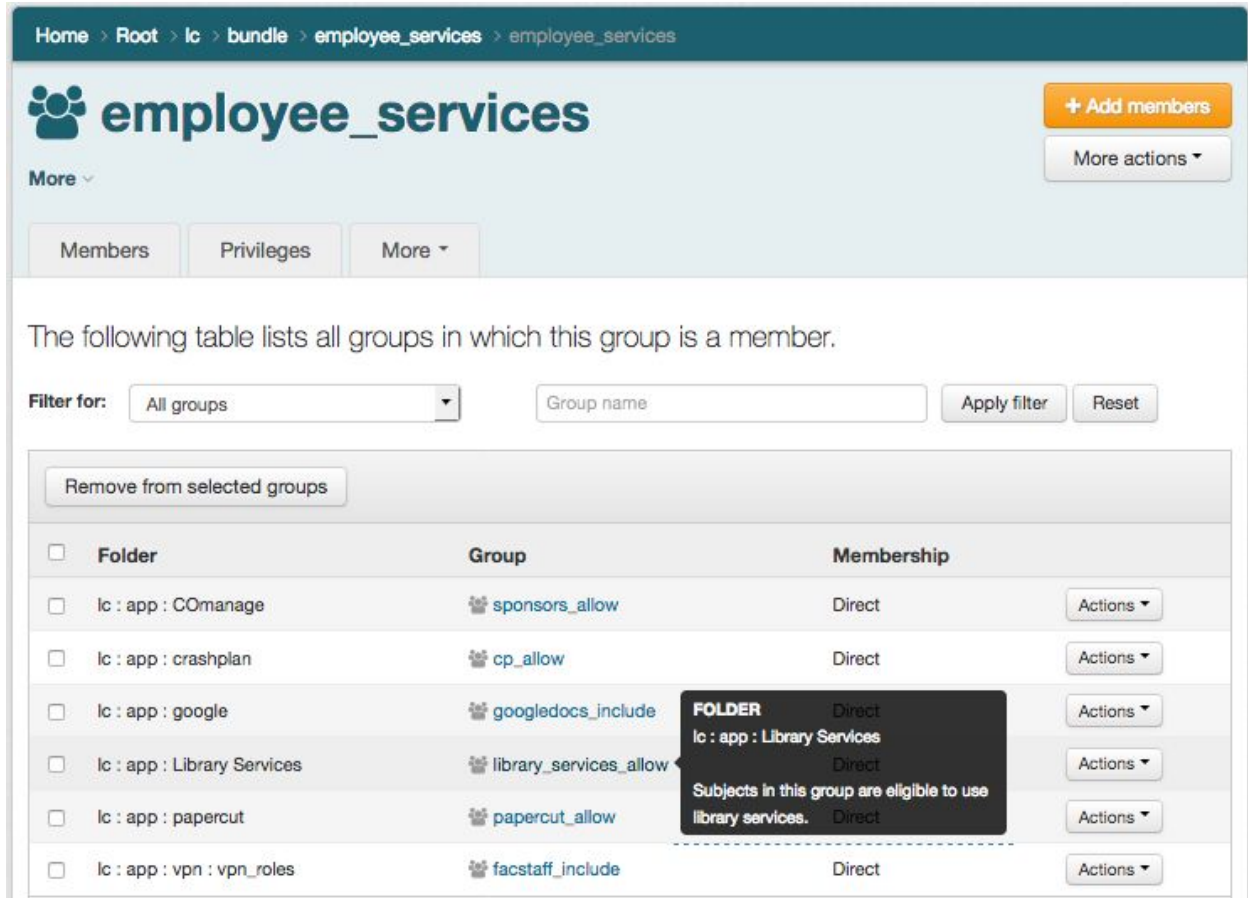 Home > Root > lc > bundle > employee_services > employee_services
employee_services
+ Add members
More actions
More
Members Privileges More
The following table lists all groups in which this group is a member.
Filter for: All groups Group name Apply filter Reset
Remove from selected groups
Folder Group Membership
lc : app : COmanage sponsors_allow Direct Actions
lc : app : crashplan cp_allow Direct Actions
lc : app : google googledocs_include Direct Actions
lc : app : Library Services library_services_allow Direct Actions
lc : app : papercut papercut_allow Direct Actions
lc : app : vpn : vpn_roles facstaff_include Direct Actions
FOLDER
lc : app : Library Services
Subjects in this group are eligible to use
library services.